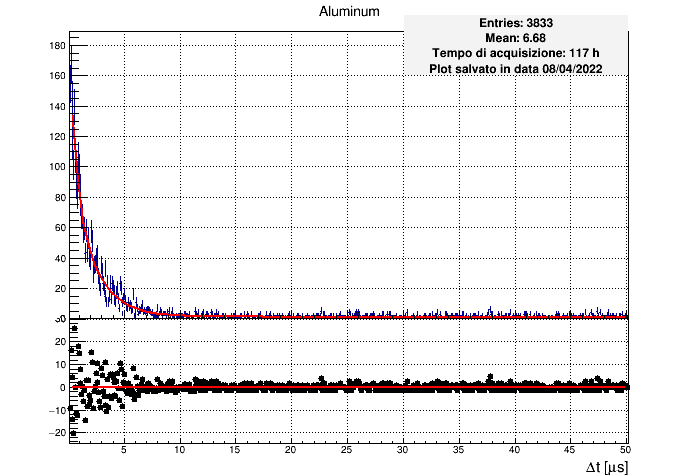 Aluminum
Entries: 3833
Mean: 6.68
Tempo di acquisizione: 117 h
Plot salvato in data 08/04/2022
180
160
140
120
100
80
60
40
20
0
20
10
0
−10
−20
5 10 15 20 25 30 35 40 45 50
Δt [μs]